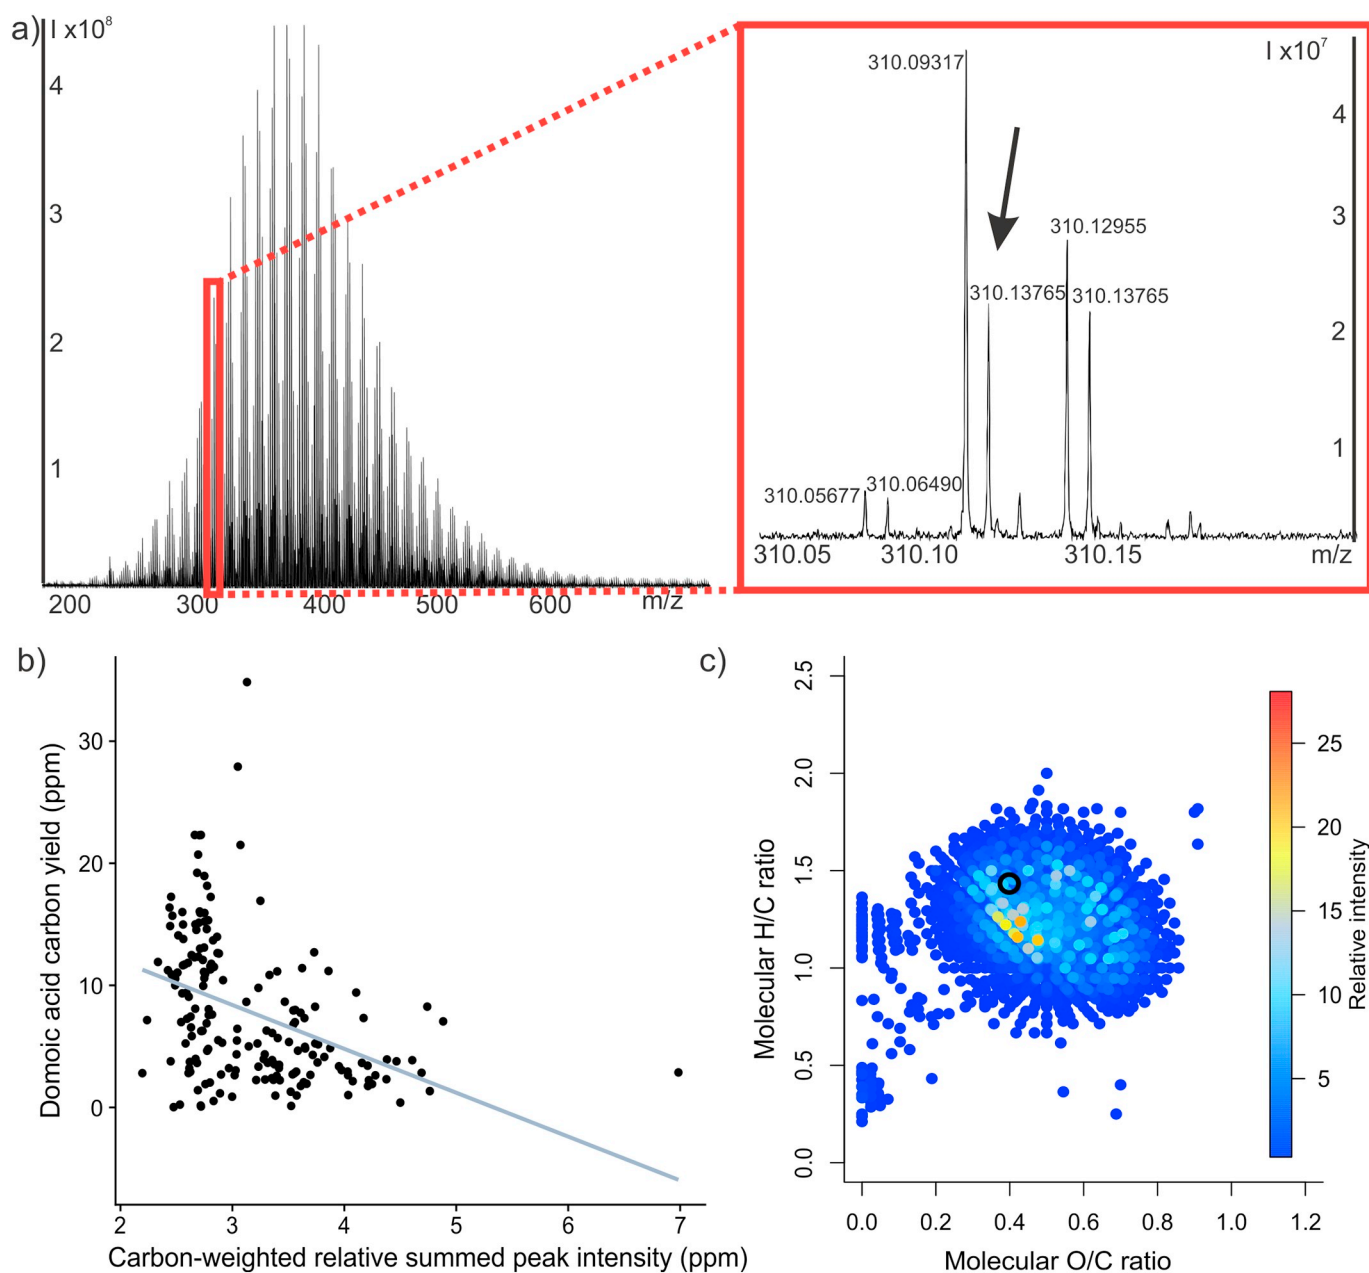 a)
I x10⁸
4
3
2
1
200 300 400 500 600 m/z
I x10⁷
310.09317
4
3
310.12955
310.13765 310.13765
2
1
310.05677 310.06490
310.05 310.10 310.15 m/z
b)
Domoic acid carbon yield (ppm)
30
20
10
0
2 3 4 5 6 7
Carbon-weighted relative summed peak intensity (ppm)
c)
Molecular H/C ratio
2.5
2.0
1.5
1.0
0.5
0.0
0.0 0.2 0.4 0.6 0.8 1.0 1.2
Molecular O/C ratio
25
20
15
10
5
Relative intensity